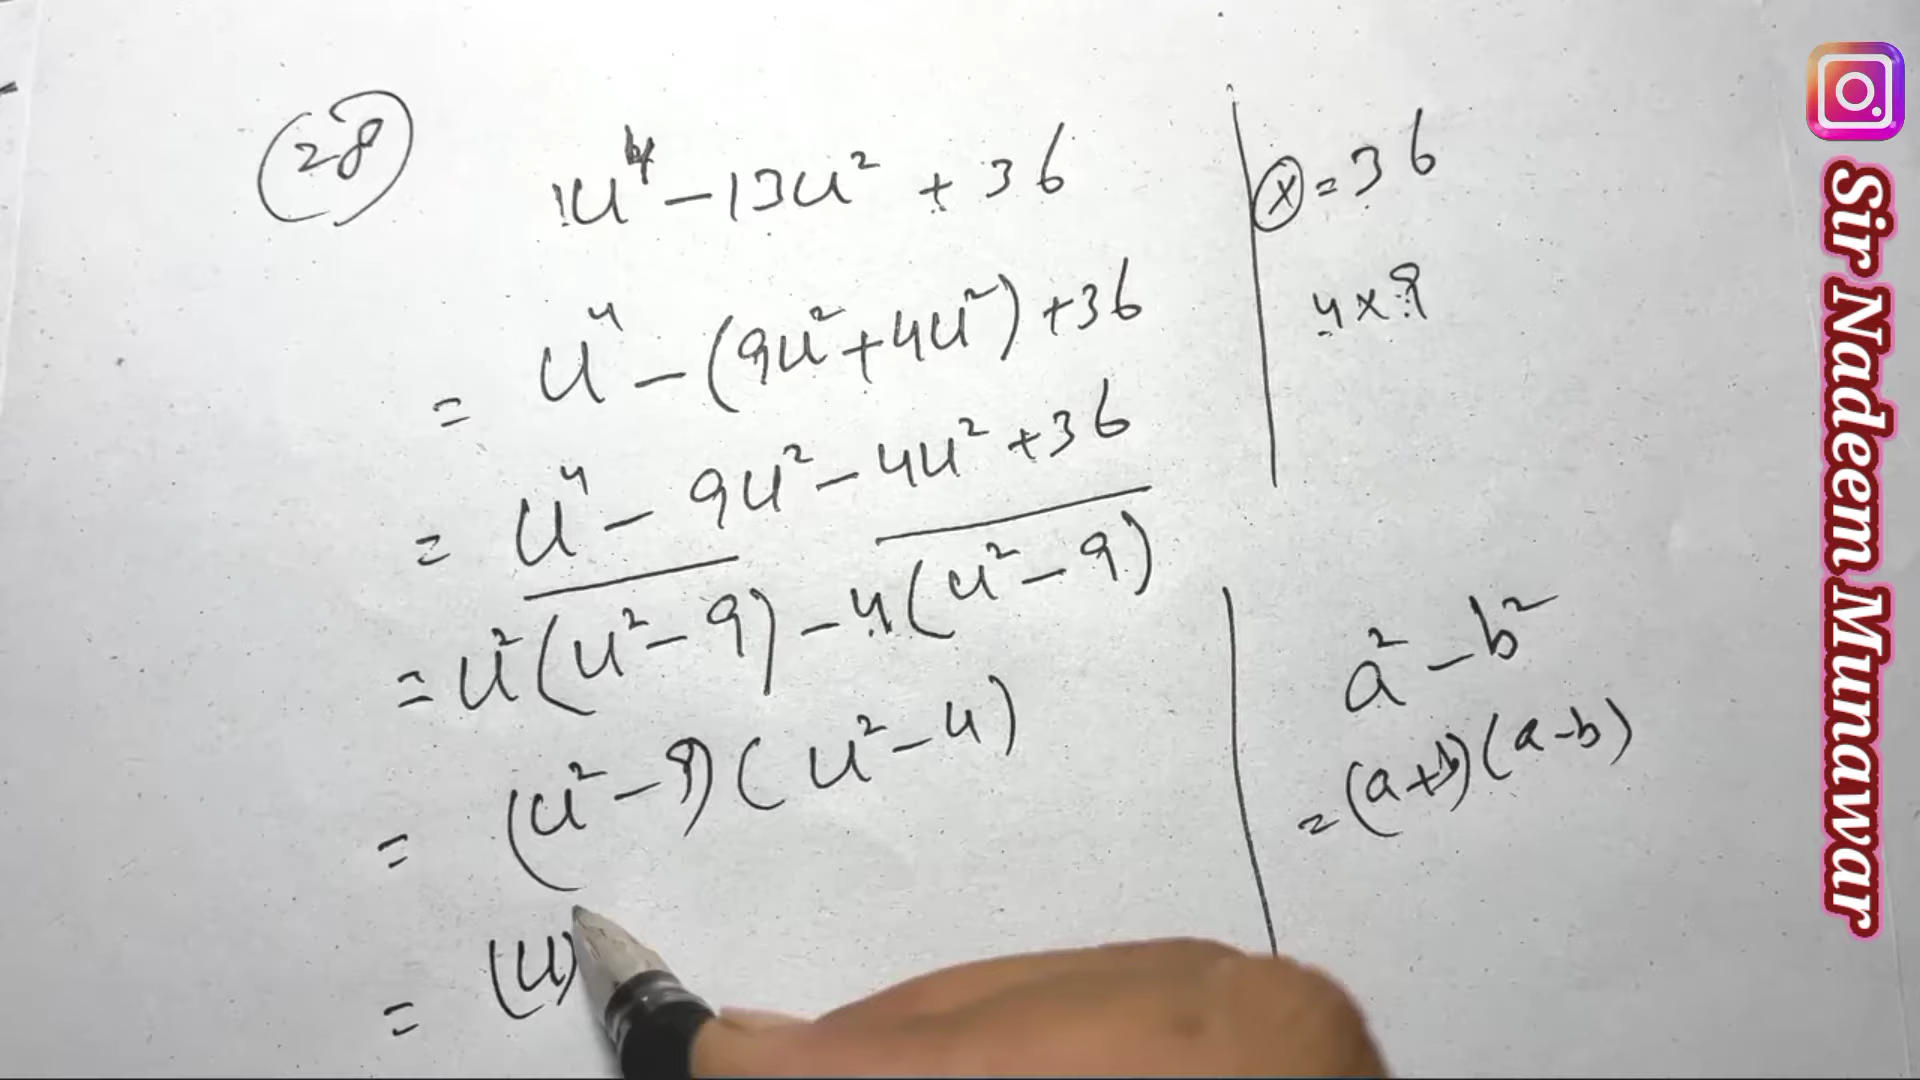 28
1u⁴ - 13u² + 36
= u⁴ - (9u² + 4u²) + 36
= u⁴ - 9u² - 4u² + 36
= u²(u² - 9) - 4(u² - 9)
= (u² - 9)(u² - 4)
= (u)
x = 36
4 x 9
a² - b²
= (a+b)(a-b)
Sir Nadeem Munawar